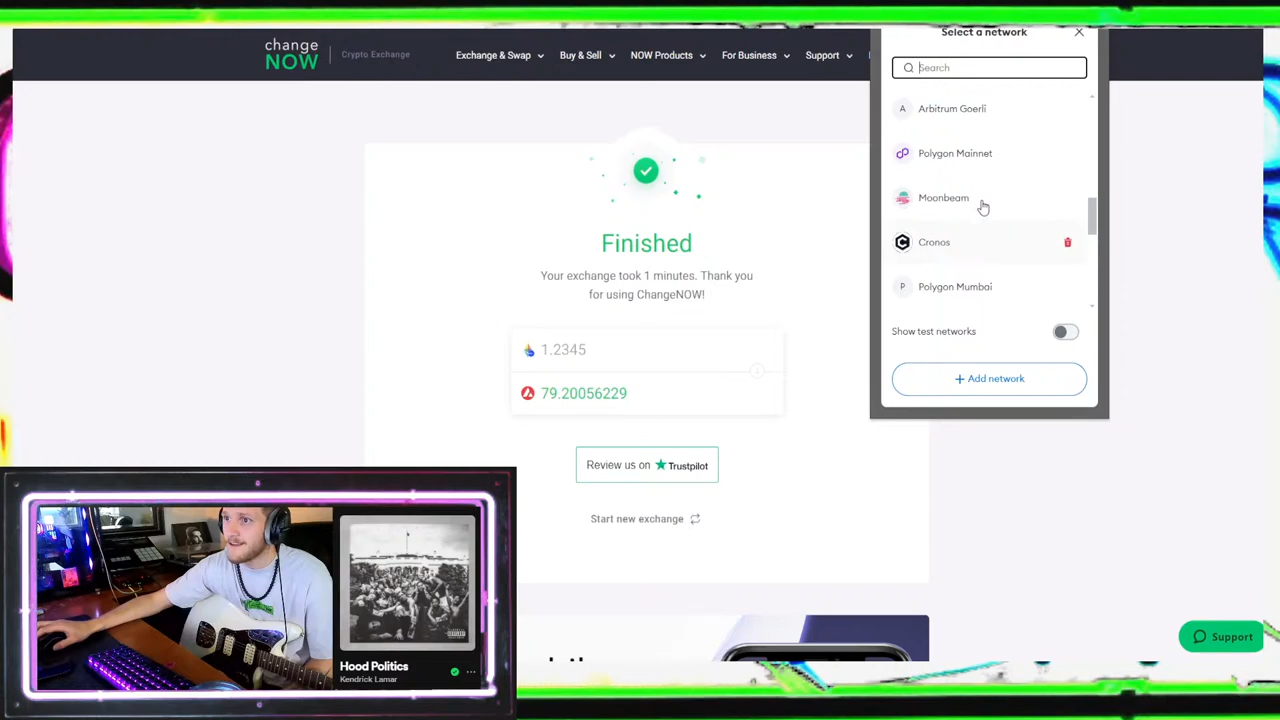 change
NOW
Crypto Exchange
Exchange & Swap
Buy & Sell
NOW Products
For Business
Support
Select a network
Search
A
Arbitrum Goerli
Polygon Mainnet
Moonbeam
Cronos
P
Polygon Mumbai
Show test networks
+ Add network
Finished
Your exchange took 1 minutes. Thank you
for using ChangeNOW!
1.2345
79.20056229
Review us on ★Trustpilot
Start new exchange
Hood Politics
Kendrick Lamar
Support